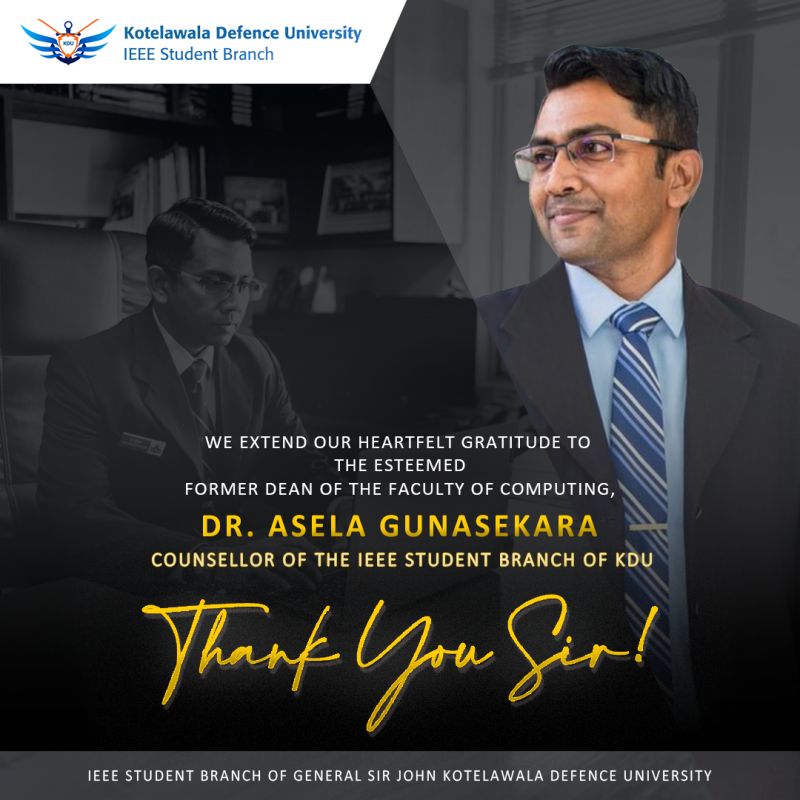 KDU
Kotelawala Defence University
IEEE Student Branch
WE EXTEND OUR HEARTFELT GRATITUDE TO
THE ESTEEMED
FORMER DEAN OF THE FACULTY OF COMPUTING,
DR. ASELA GUNASEKARA
COUNSELLOR OF THE IEEE STUDENT BRANCH OF KDU
Thank You Sir!
IEEE STUDENT BRANCH OF GENERAL SIR JOHN KOTELAWALA DEFENCE UNIVERSITY